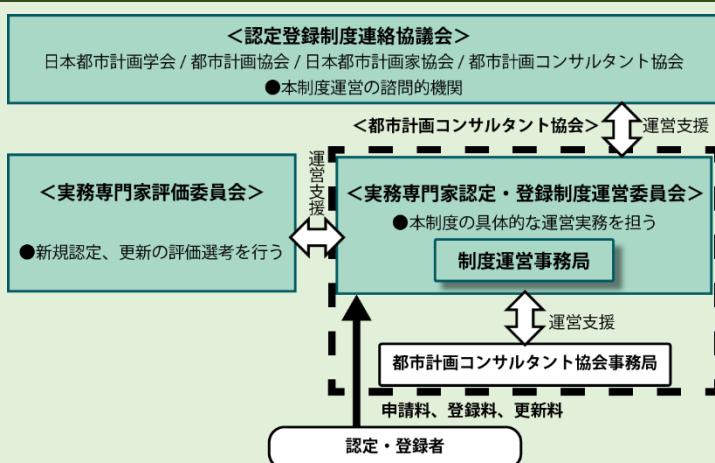 ＜認定登録制度連絡協議会＞
日本都市計画学会 / 都市計画協会 / 日本都市計画家協会 / 都市計画コンサルタント協会
●本制度運営の諮問的機関
＜都市計画コンサルタント協会＞
運営支援
運営支援
＜実務専門家評価委員会＞
●新規認定、更新の評価選考を行う
＜実務専門家認定・登録制度運営委員会＞
●本制度の具体的な運営実務を担う
制度運営事務局
運営支援
都市計画コンサルタント協会事務局
申請料、登録料、更新料
認定・登録者